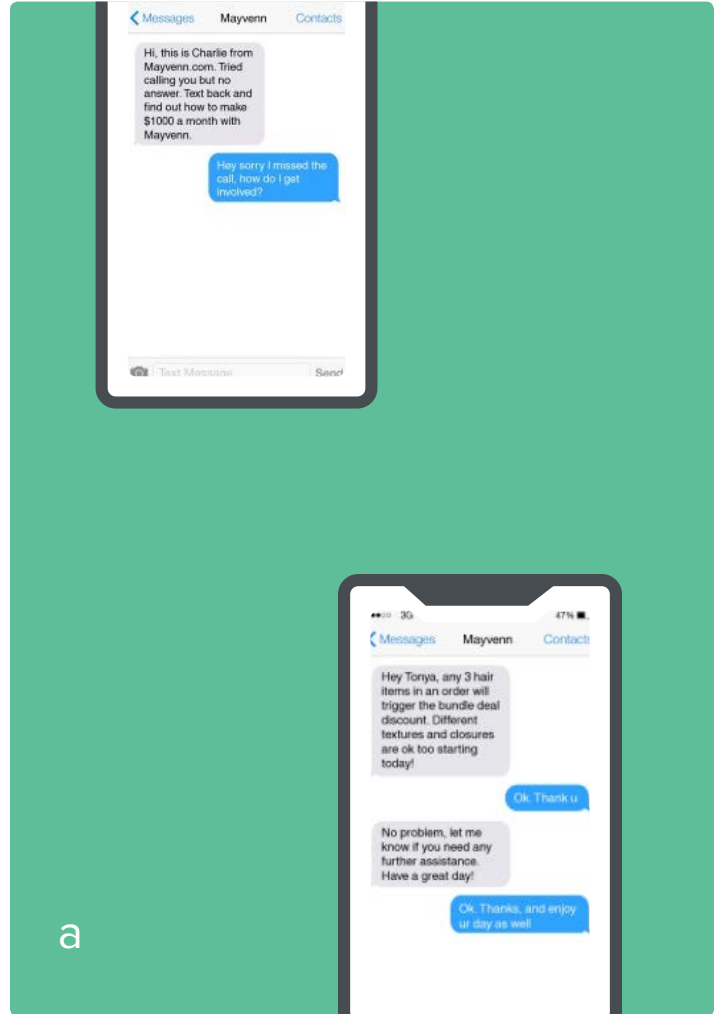 Messages Mayvenn Contacts
Hi, this is Charlie from
Mayvenn.com. Tried
calling you but no
answer. Text back and
find out how to make
$1000 a month with
Mayvenn.
Hey sorry I missed the
call, how do I get
involved?
Text Message Send
3G 47%
Messages Mayvenn Contacts
Hey Tonya, any 3 hair
items in an order will
trigger the bundle deal
discount. Different
textures and closures
are ok too starting
today!
Ok. Thank u
No problem, let me
know if you need any
further assistance.
Have a great day!
Ok. Thanks, and enjoy
ur day as well
a